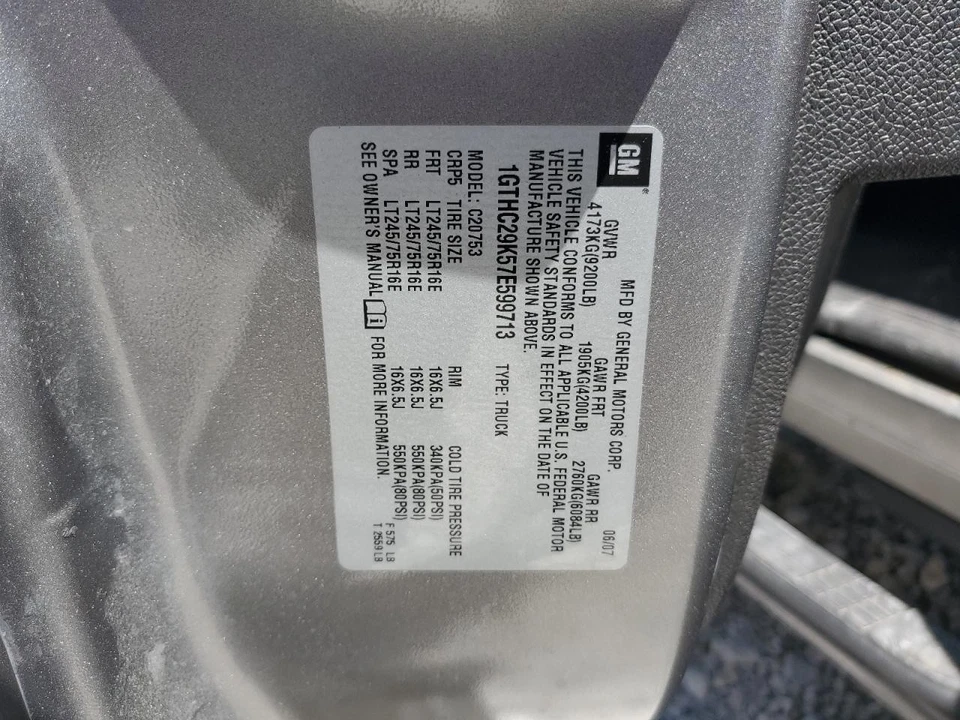 GM®
MFD BY GENERAL MOTORS CORP. 06/07
GVWR GAWR FRT GAWR RR
4173KG(9200LB) 1905KG(4200LB) 2760KG(6084LB)
THIS VEHICLE CONFORMS TO ALL APPLICABLE U.S. FEDERAL MOTOR
VEHICLE SAFETY STANDARDS IN EFFECT ON THE DATE OF
MANUFACTURE SHOWN ABOVE.
1GTHC29K57E599713 TYPE: TRUCK
MODEL: C20753
CRP5 TIRE SIZE RIM COLD TIRE PRESSURE
FRT LT245/75R16E 16X6.5J 340KPA(50PSI)
RR LT245/75R16E 16X6.5J 550KPA(80PSI)
SPA LT245/75R16E 16X6.5J 550KPA(80PSI)
SEE OWNER'S MANUAL FOR MORE INFORMATION.
F 575 LB
T 2559 LB